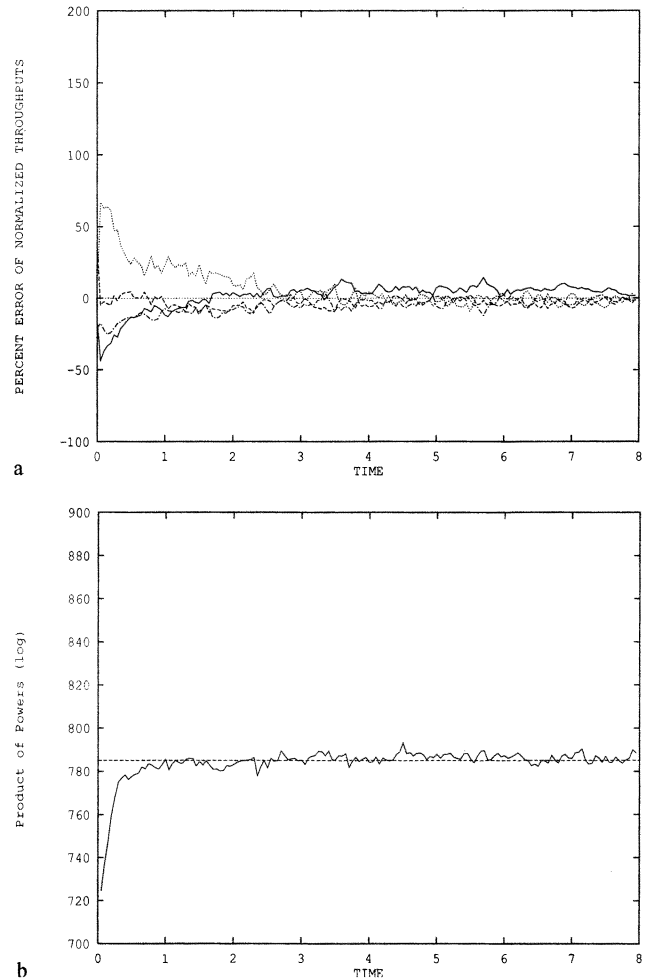 PERCENT ERROR OF NORMALIZED THROUGHPUTS
200
150
100
50
0
-50
-100
0 1 2 3 4 5 6 7 8
TIME
a
Product of Powers (log)
900
880
860
840
820
800
780
760
740
720
700
0 1 2 3 4 5 6 7 8
TIME
b